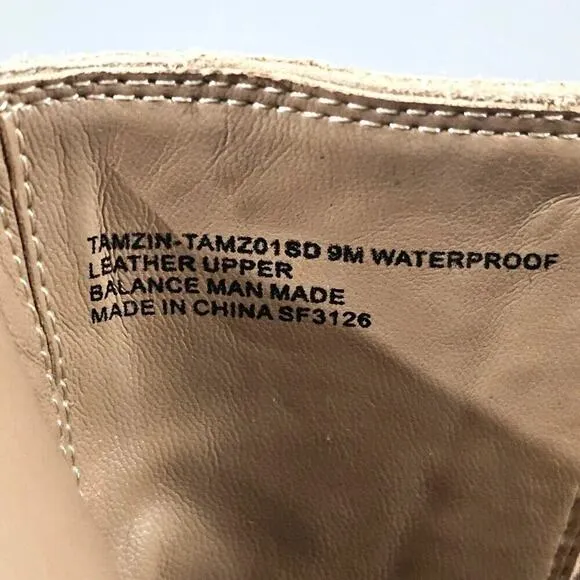 TAMZIN-TAMZ01SD 9M WATERPROOF
LEATHER UPPER
BALANCE MAN MADE
MADE IN CHINA SF3126